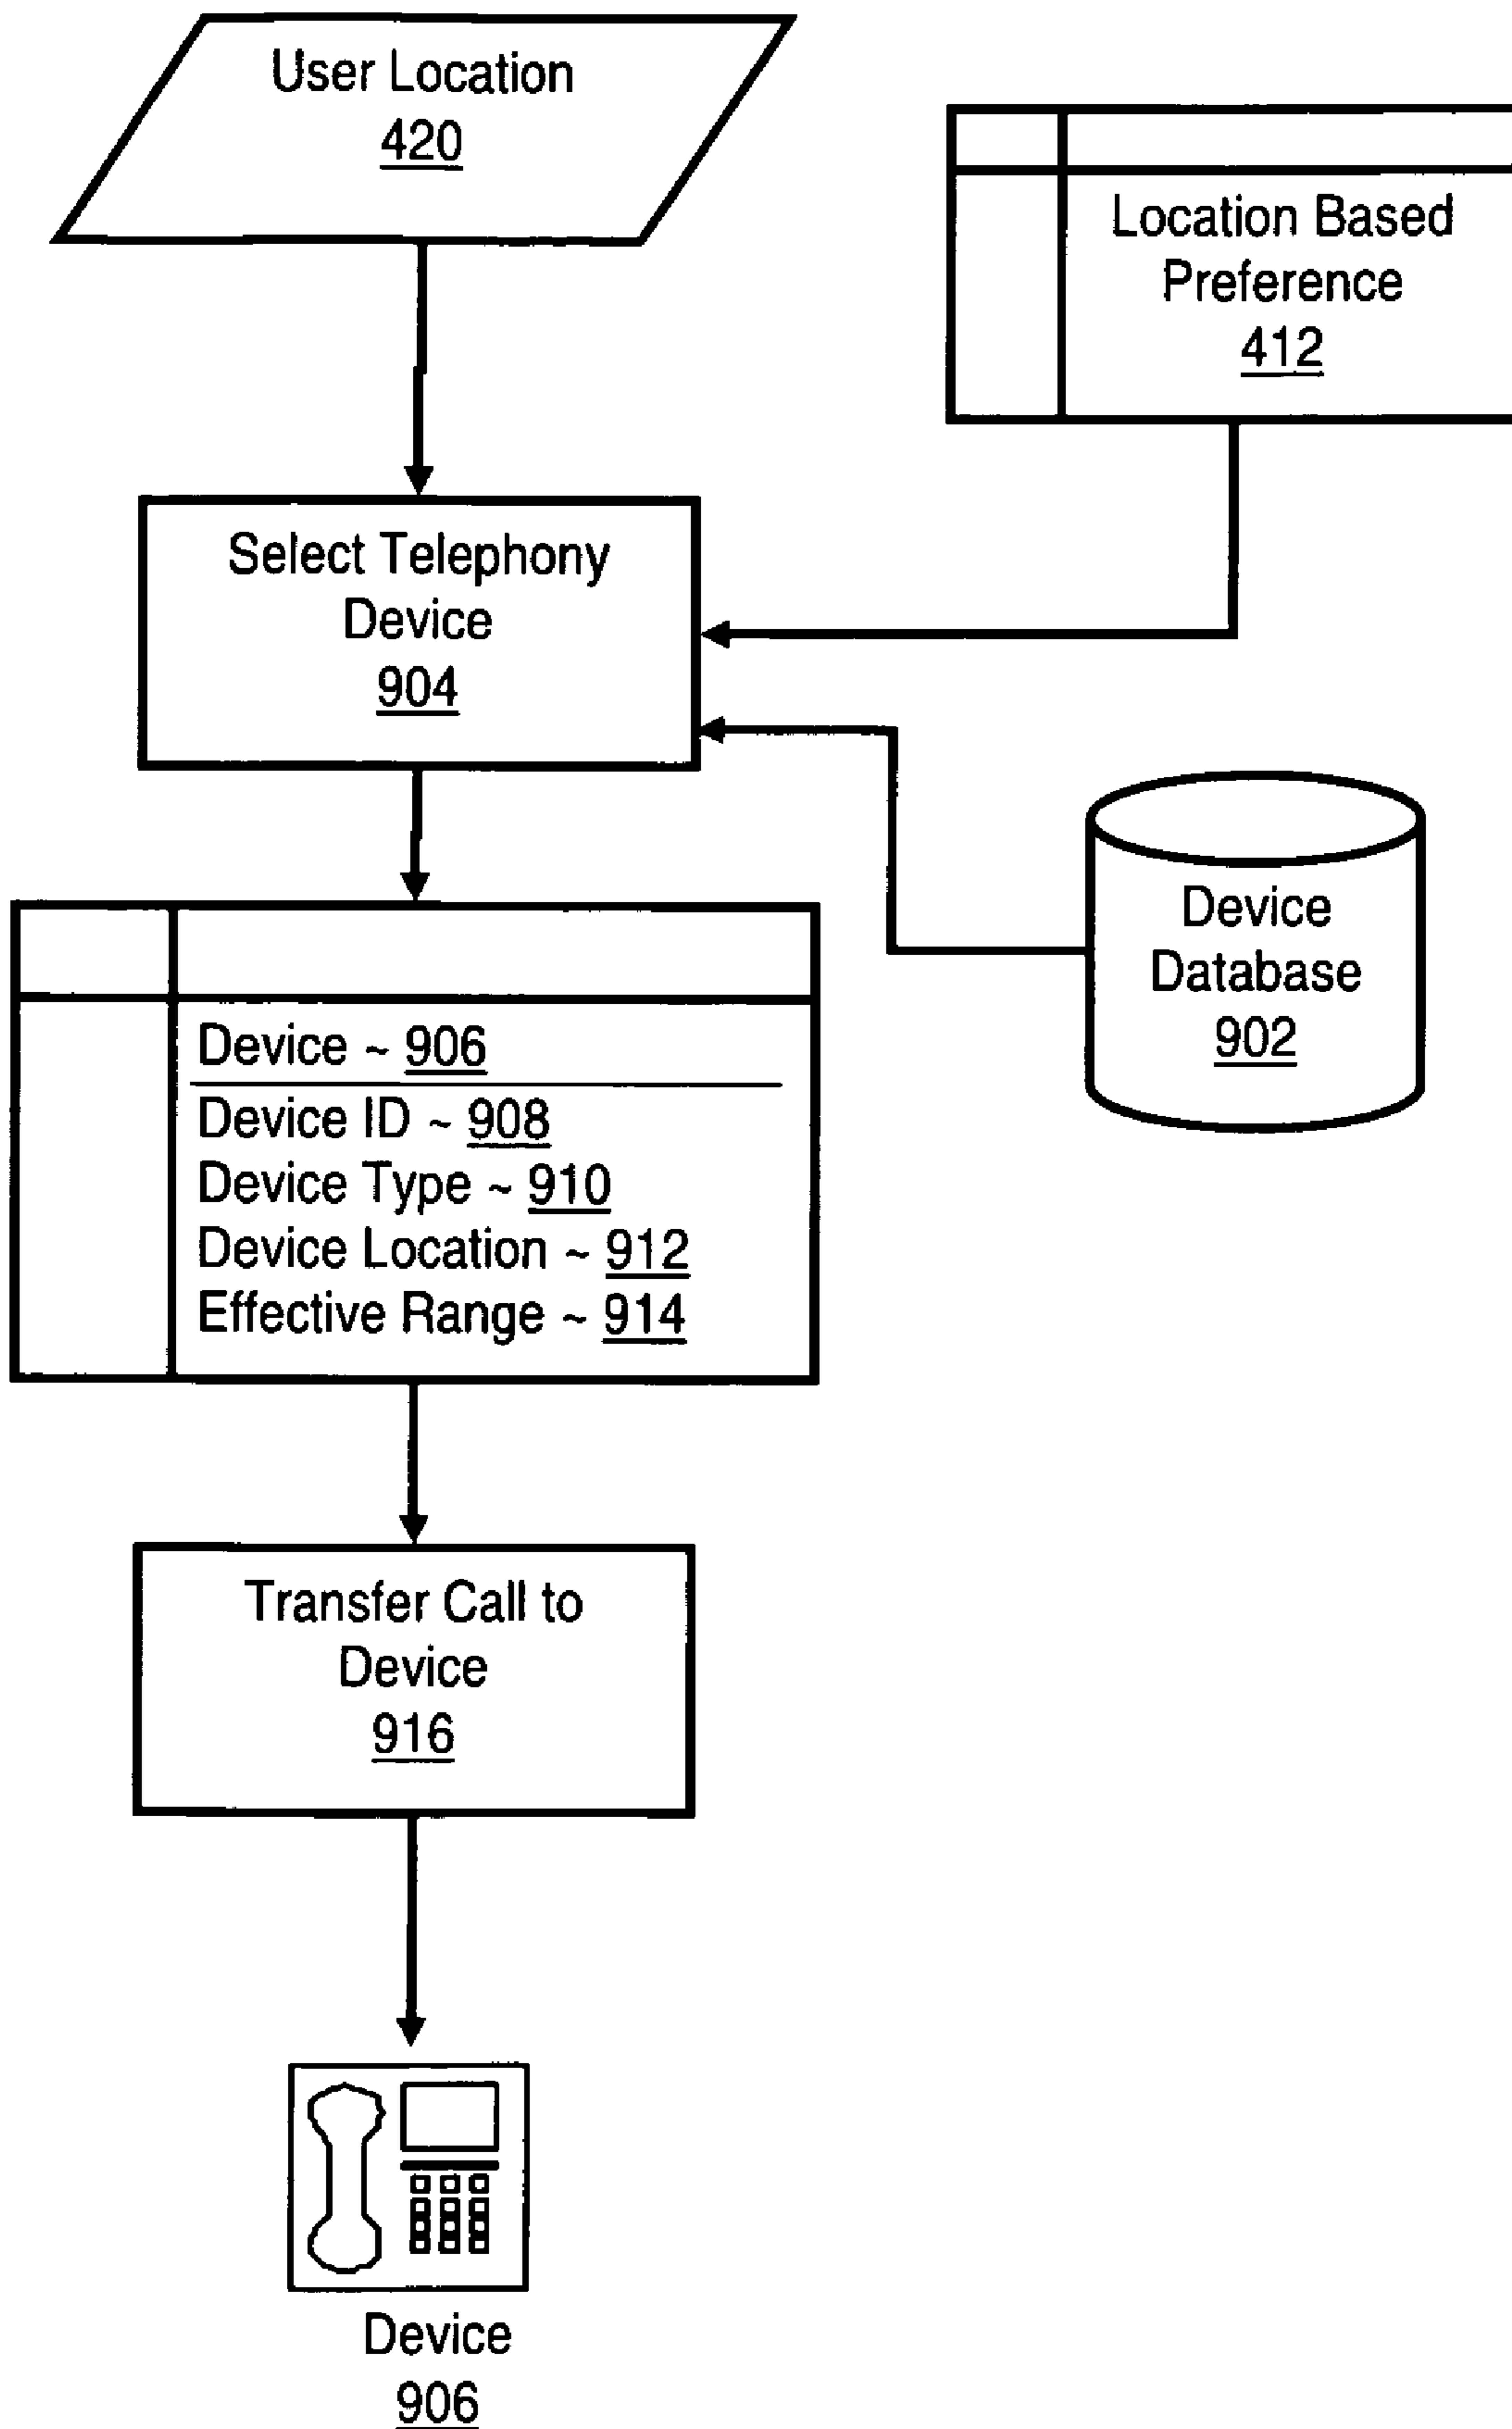 User Location
420
Location Based
Preference
412
Select Telephony
Device
904
Device
Database
902
Device ~ 906
Device ID ~ 908
Device Type ~ 910
Device Location ~ 912
Effective Range ~ 914
Transfer Call to
Device
916
Device
906